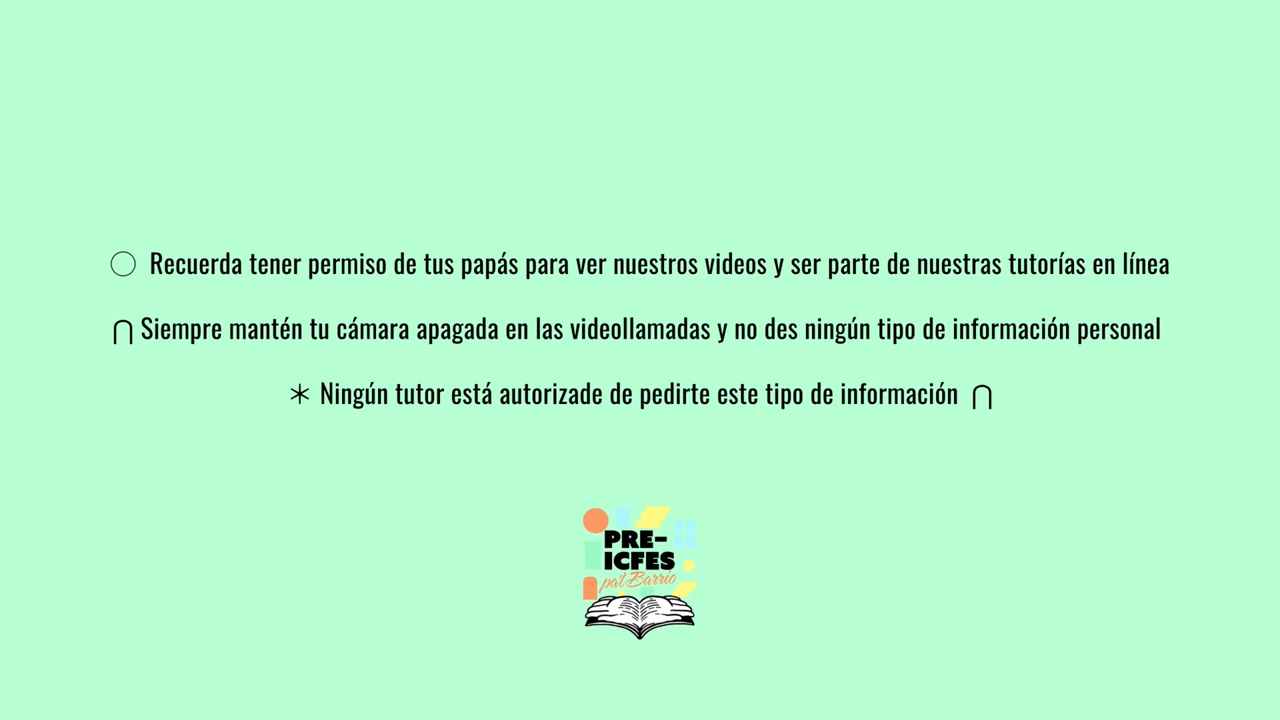 Recuerda tener permiso de tus papás para ver nuestros videos y ser parte de nuestras tutorías en línea
Siempre mantén tu cámara apagada en las videollamadas y no des ningún tipo de información personal
Ningún tutor está autorizade de pedirte este tipo de información
PRE-
ICFES
pa'l Barrio